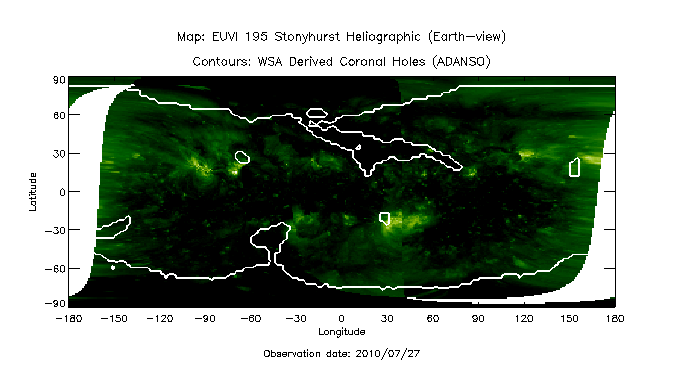 Map: EUVI 195 Stonyhurst Heliographic (Earth-view)
Contours: WSA Derived Coronal Holes (ADANSO)
90
60
30
0
-30
-60
-90
Latitude
-180 -150 -120 -90 -60 -30 0 30 60 90 120 150 180
Longitude
Observation date: 2010/07/27